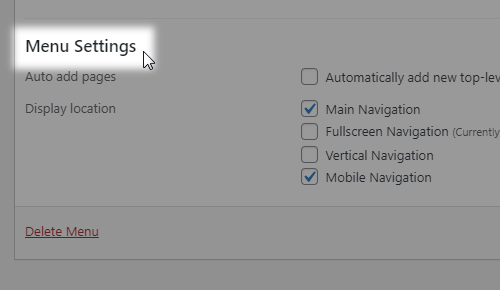 Menu Settings
Auto add pages
Automatically add new top-lev
Display location
Main Navigation
Fullscreen Navigation (Currently
Vertical Navigation
Mobile Navigation
Delete Menu